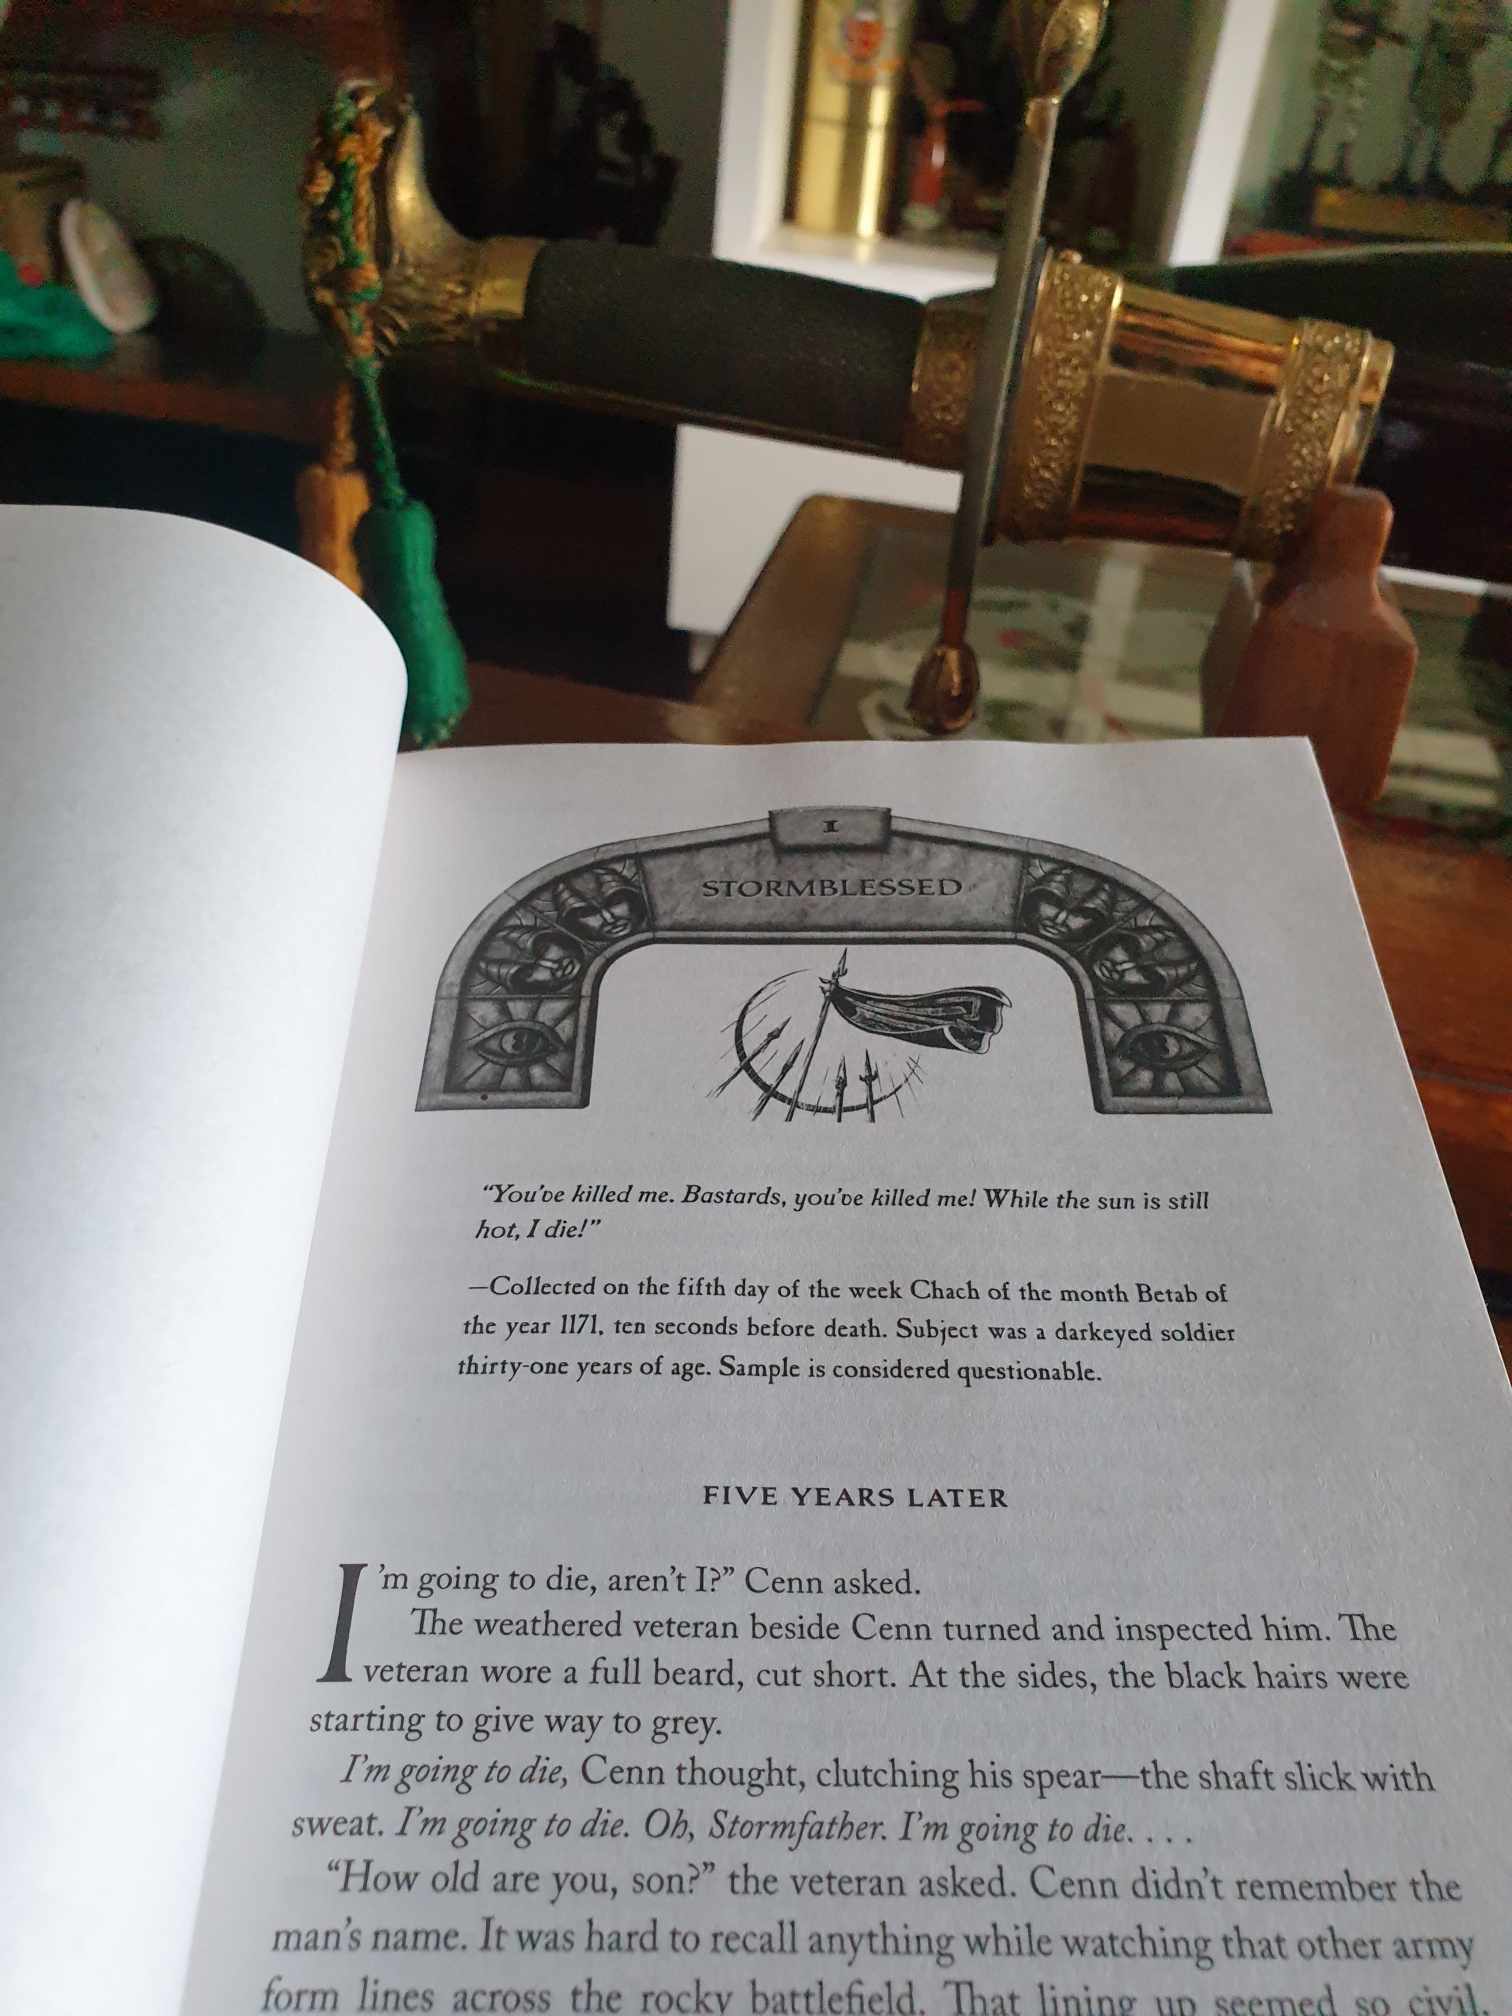 I
STORMBLESSED
“You’ve killed me. Bastards, you’ve killed me! While the sun is still
hot, I die!”
—Collected on the fifth day of the week Chach of the month Betab of
the year 1171, ten seconds before death. Subject was a darkeyed soldier
thirty-one years of age. Sample is considered questionable.
FIVE YEARS LATER
I’m going to die, aren’t I?” Cenn asked.
The weathered veteran beside Cenn turned and inspected him. The
veteran wore a full beard, cut short. At the sides, the black hairs were
starting to give way to grey.
I’m going to die, Cenn thought, clutching his spear—the shaft slick with
sweat. I’m going to die. Oh, Stormfather. I’m going to die. . . .
“How old are you, son?” the veteran asked. Cenn didn’t remember the
man’s name. It was hard to recall anything while watching that other army
form lines across the rocky battlefield. That lining up seemed so civil.